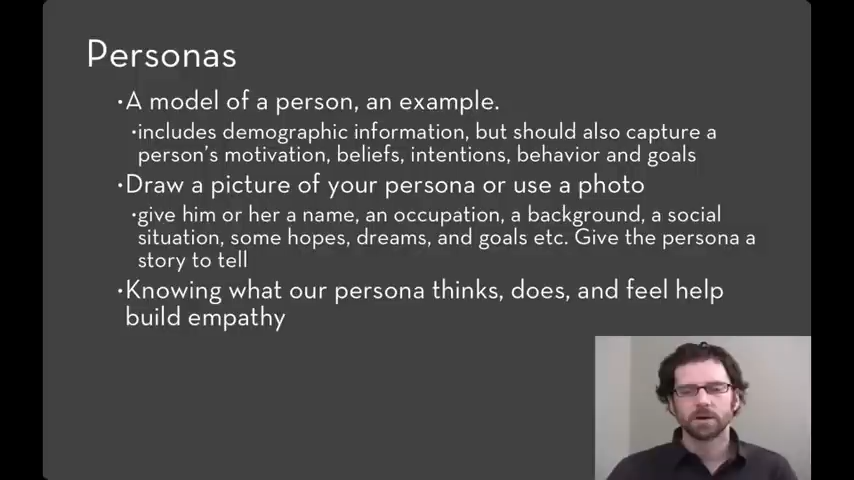 Personas
•A model of a person, an example.
•includes demographic information, but should also capture a
person's motivation, beliefs, intentions, behavior and goals
•Draw a picture of your persona or use a photo
•give him or her a name, an occupation, a background, a social
situation, some hopes, dreams, and goals etc. Give the persona a
story to tell
•Knowing what our persona thinks, does, and feel help
build empathy